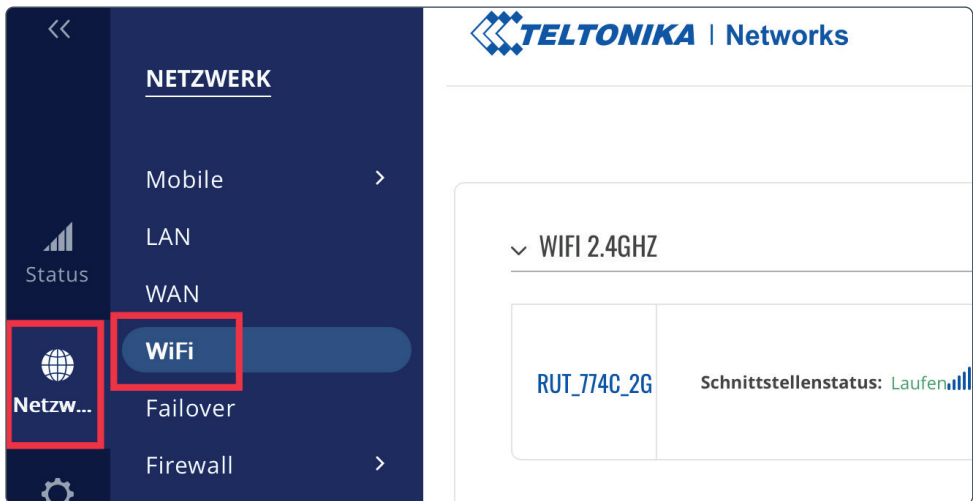 <<
TELTONIKA | Networks
NETZWERK
Mobile >
LAN
Status
WAN
WiFi
Netzw...
Failover
Firewall >
WIFI 2.4GHZ
RUT_774C_2G
Schnittstellenstatus: Laufen